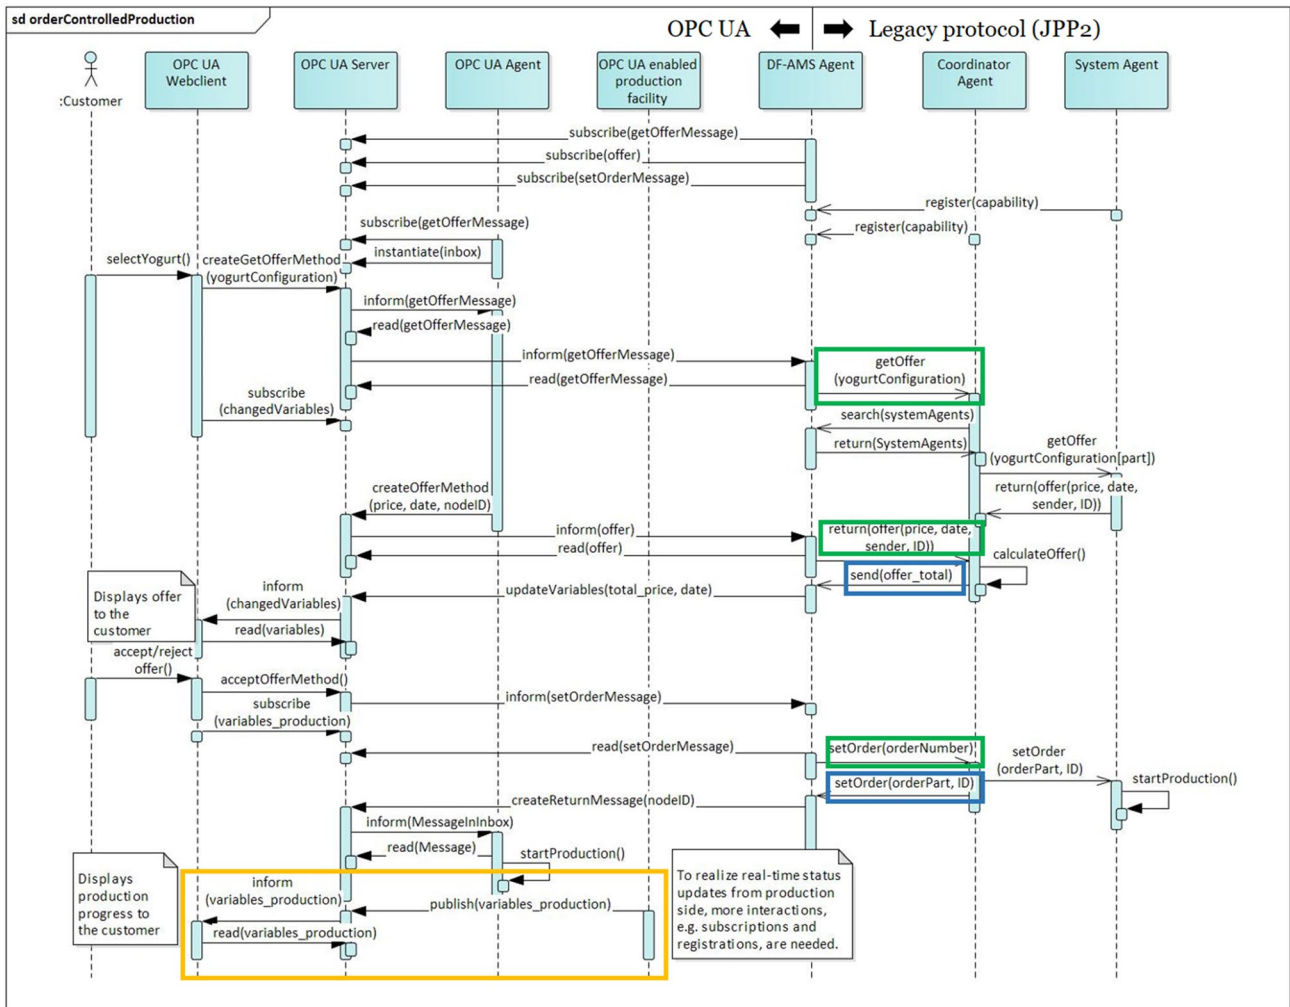 sd orderControlledProduction
OPC UA
Legacy protocol (JPP2)
:Customer
OPC UA
Webclient
OPC UA Server
OPC UA Agent
OPC UA enabled
production
facility
DF-AMS Agent
Coordinator
Agent
System Agent
subscribe(getOfferMessage)
subscribe(offer)
subscribe(setOrderMessage)
register(capability)
register(capability)
subscribe(getOfferMessage)
instantiate(inbox)
selectYogurt()
createGetOfferMethod
(yogurtConfiguration)
inform(getOfferMessage)
read(getOfferMessage)
inform(getOfferMessage)
getOffer
(yogurtConfiguration)
read(getOfferMessage)
subscribe
(changedVariables)
search(systemAgents)
return(SystemAgents)
getOffer
(yogurtConfiguration[part])
return(offer(price, date,
sender, ID))
createOfferMethod
(price, date, nodeID)
inform(offer)
read(offer)
return(offer(price, date,
sender, ID))
calculateOffer()
send(offer_total)
updateVariables(total_price, date)
Displays offer
to the
customer
inform
(changedVariables)
read(variables)
accept/reject
offer()
acceptOfferMethod()
inform(setOrderMessage)
subscribe
(variables_production)
read(setOrderMessage)
setOrder(orderNumber)
setOrder
(orderPart, ID)
startProduction()
setOrder(orderPart, ID)
createReturnMessage(nodeID)
inform(MessageInInbox)
read(Message)
startProduction()
Displays
production
progress to
the customer
inform
(variables_production)
publish(variables_production)
read(variables_production)
To realize real-time status
updates from production
side, more interactions,
e.g. subscriptions and
registrations, are needed.